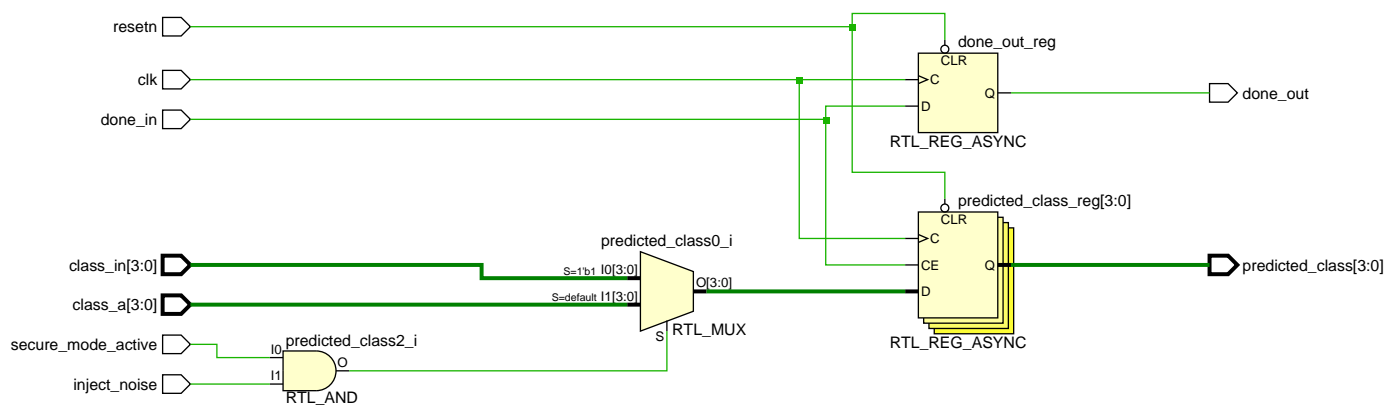 resetn
done_out_reg
CLR
clk
C
Q
done_out
done_in
D
RTL_REG_ASYNC
predicted_class_reg[3:0]
CLR
predicted_class0_i
C
class_in[3:0]
S=1'b1 I0[3:0]
CE
Q
predicted_class[3:0]
O[3:0]
D
class_a[3:0]
S=default I1[3:0]
RTL_MUX
S
RTL_REG_ASYNC
secure_mode_active
predicted_class2_i
I0
O
inject_noise
I1
RTL_AND